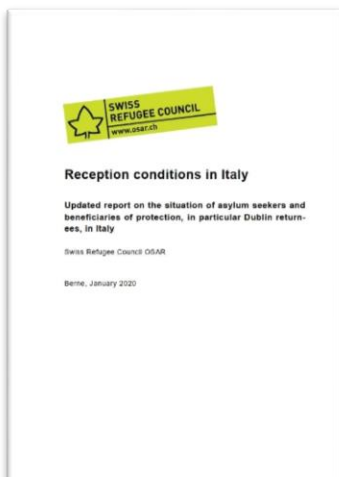 SWISS
REFUGEE COUNCIL
www.osar.ch
Reception conditions in Italy
Updated report on the situation of asylum seekers and
beneficiaries of protection, in particular Dublin return-
ees, in Italy
Swiss Refugee Council OSAR
Berne, January 2020